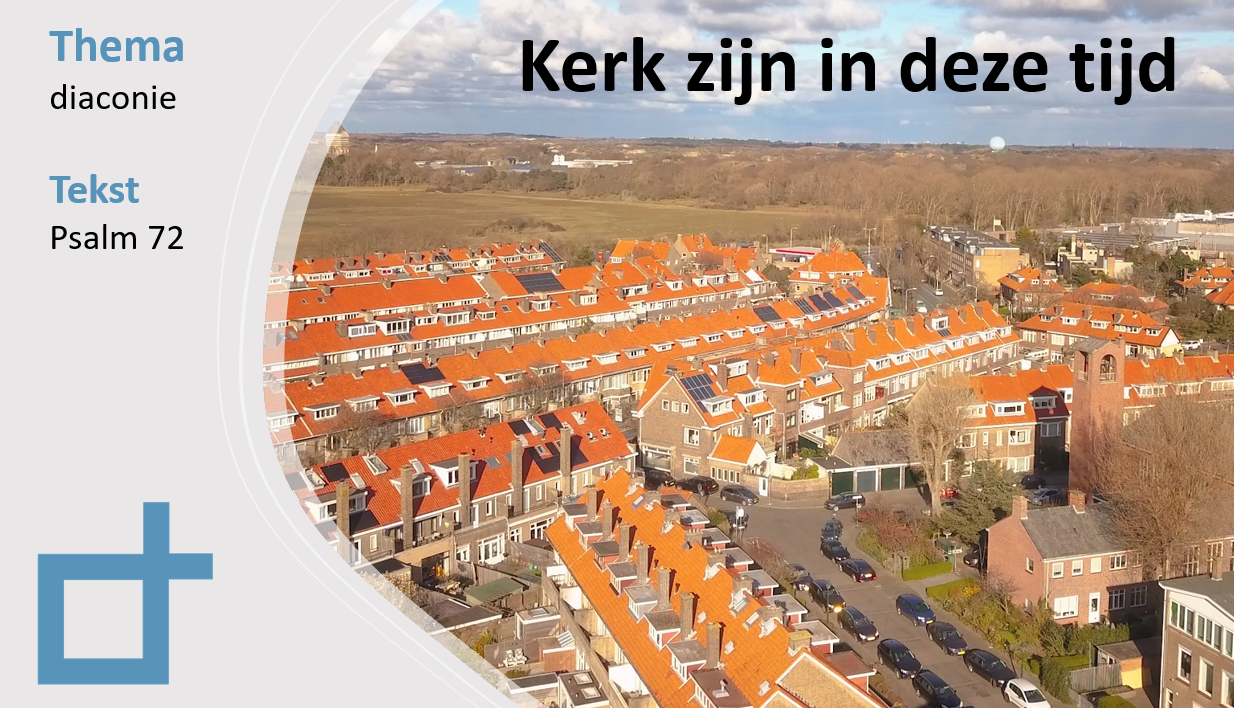 Thema
diaconie
Tekst
Psalm 72
Kerk zijn in deze tijd